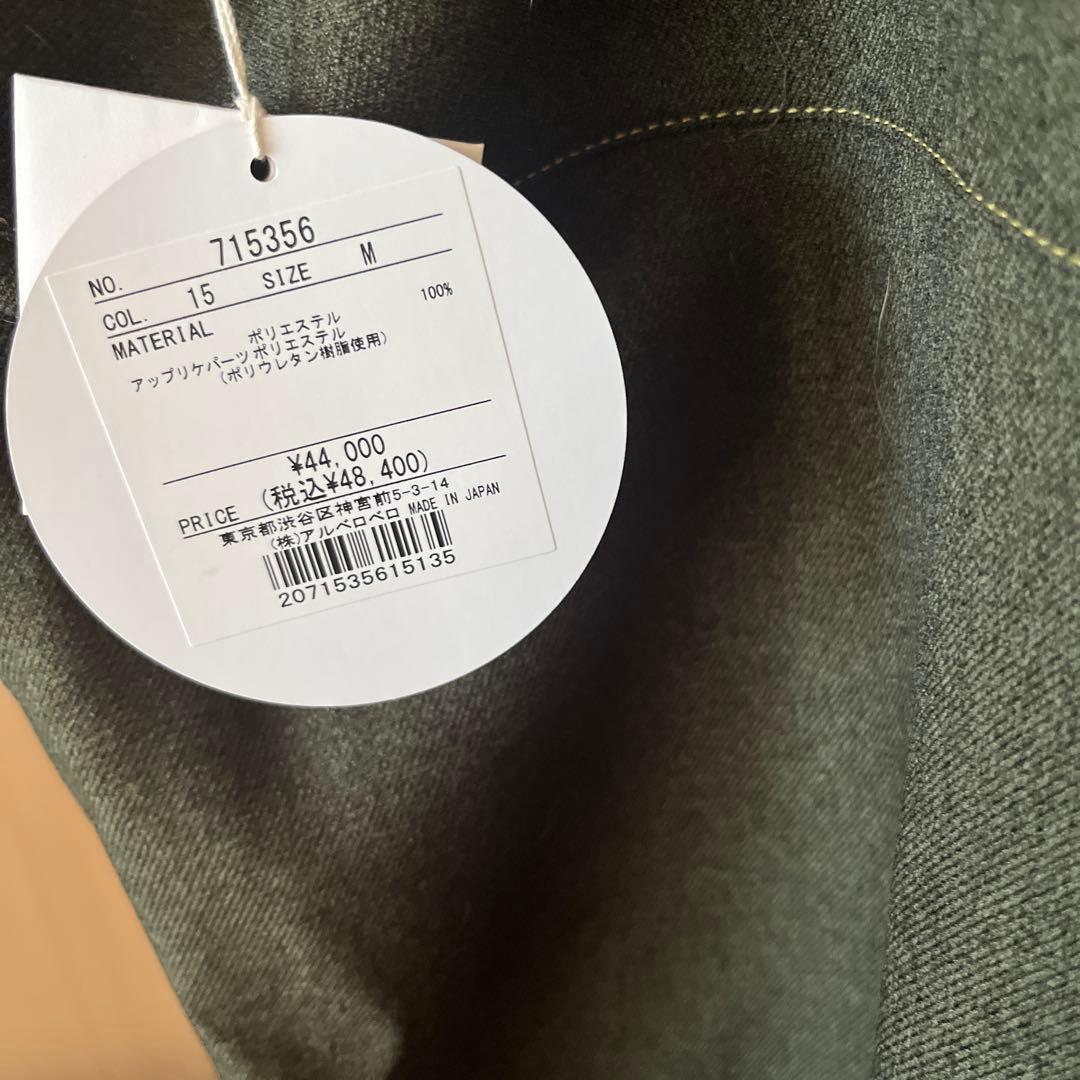 NO. 715356
COL. 15 SIZE M
MATERIAL ポリエステル 100%
アップリケパーツポリエステル
(ポリウレタン樹脂使用)
¥44,000
PRICE (税込¥48,400)
東京都渋谷区神宮前5-3-14
(株)アルベロベロ MADE IN JAPAN
2071535615135